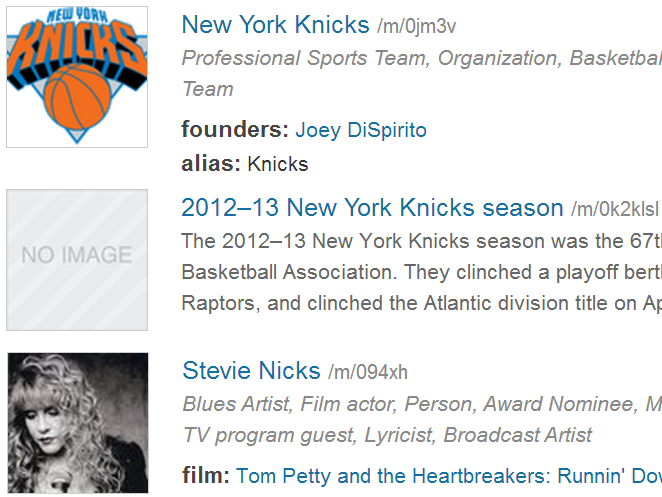 NEW YORK
KNICKS
New York Knicks /m/0jm3v
Professional Sports Team, Organization, Basketbal
Team
founders: Joey DiSpirito
alias: Knicks
NO IMAGE
2012–13 New York Knicks season /m/0k2klsl
The 2012–13 New York Knicks season was the 67th
Basketball Association. They clinched a playoff bert
Raptors, and clinched the Atlantic division title on Ap
Stevie Nicks /m/094xh
Blues Artist, Film actor, Person, Award Nominee, M
TV program guest, Lyricist, Broadcast Artist
film: Tom Petty and the Heartbreakers: Runnin' Dow